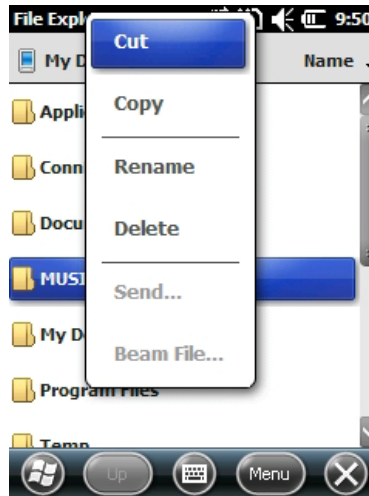 File Expl
9:50
My D
Name
Cut
Appli
Copy
Conn
Rename
Docu
Delete
MUSI
Send...
My D
Beam File...
Program Files
Temp
Up
Menu